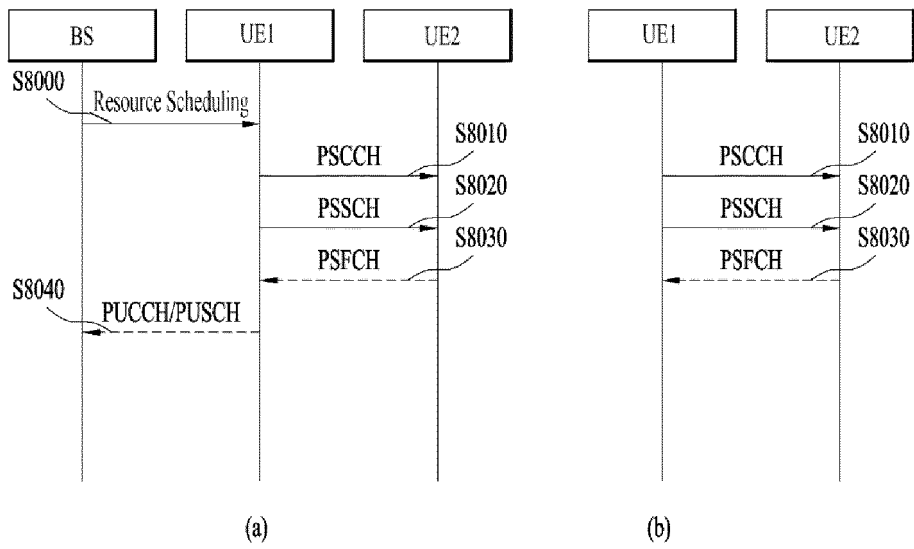 BS UE1 UE2 UE1 UE2
S8000
Resource Scheduling
S8010 S8010
PSCCH PSCCH
S8020 S8020
PSSCH PSSCH
S8030 S8030
PSFCH PSFCH
S8040
PUCCH/PUSCH
(a) (b)